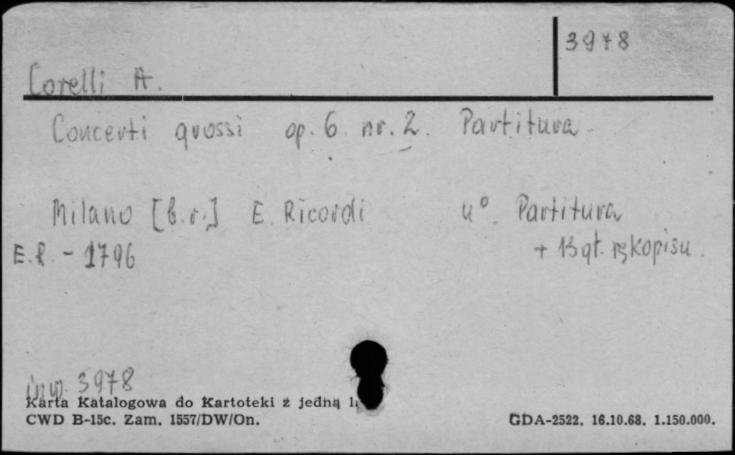 3978
Corelli A.
Concerti grossi op. 6 nr. 2. Partitura
Milano [b.r.] E. Ricordi 4° Partitura
E.R. - 1796 + 13 gł. rękopisu.
inw. 3978
Karta Katalogowa do Kartoteki z jedną
CWD B-15c. Zam. 1557/DW/On. GDA-2522. 16.10.68. 1.150.000.